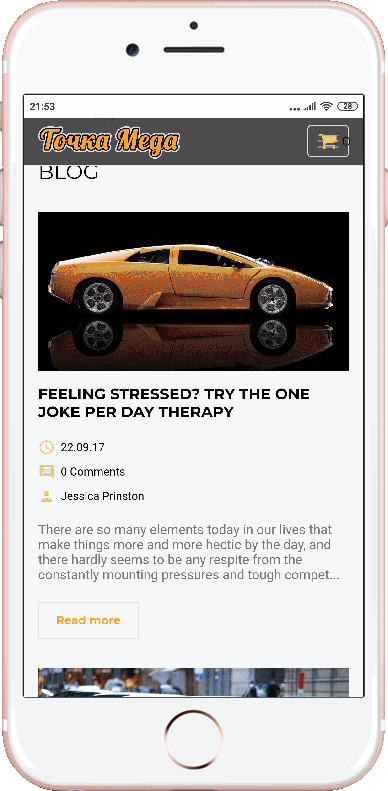 21:53
28
Точка Меда
0
BLOG
FEELING STRESSED? TRY THE ONE
JOKE PER DAY THERAPY
22.09.17
0 Comments
Jessica Prinston
There are so many elements today in our lives that
make things more and more hectic by the day, and
there hardly seems to be any respite from the
constantly mounting pressures and tough compet...
Read more